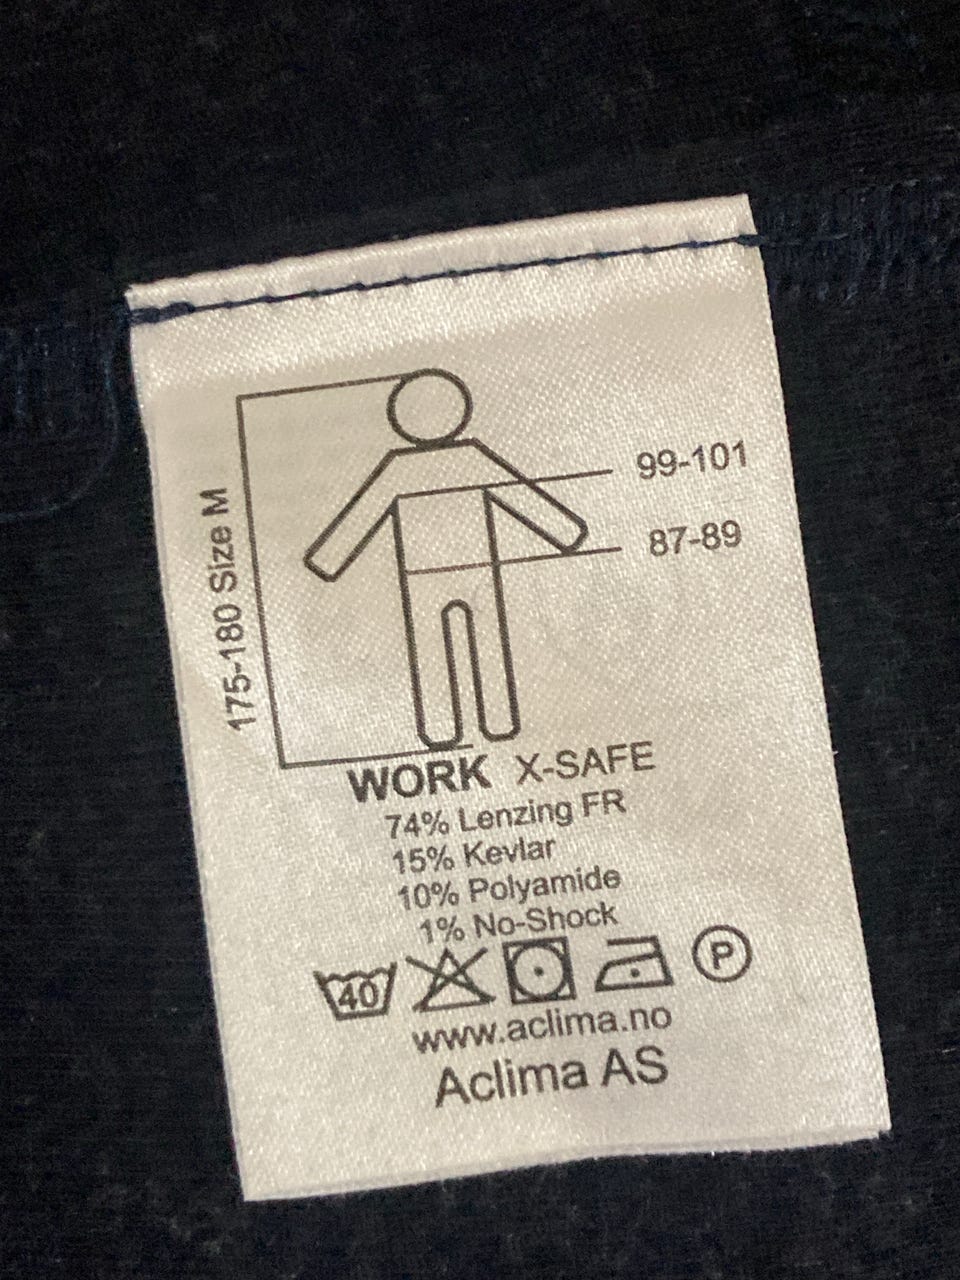 99-101
87-89
175-180 Size M
WORK X-SAFE
74% Lenzing FR
15% Kevlar
10% Polyamide
1% No-Shock
40
P
www.aclima.no
Aclima AS